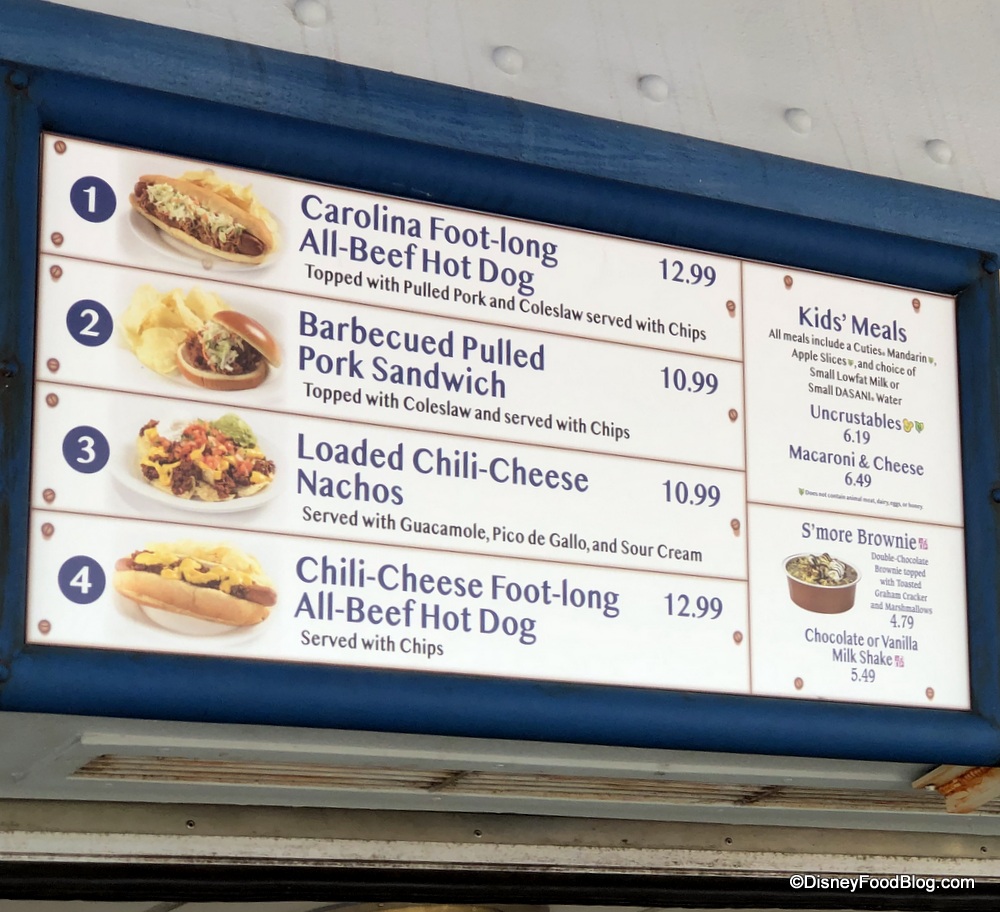 1
Carolina Foot-long
All-Beef Hot Dog
12.99
Topped with Pulled Pork and Coleslaw served with Chips
2
Barbecued Pulled
Pork Sandwich
10.99
Topped with Coleslaw and served with Chips
3
Loaded Chili-Cheese
Nachos
10.99
Served with Guacamole, Pico de Gallo, and Sour Cream
4
Chili-Cheese Foot-long
All-Beef Hot Dog
12.99
Served with Chips
Kids' Meals
All meals include a Cuties® Mandarin,
Apple Slices, and choice of
Small Lowfat Milk or
Small DASANI® Water
Uncrustables
6.19
Macaroni & Cheese
6.49
Does not contain animal meat, dairy, eggs, or honey.
S'more Brownie
Double-Chocolate
Brownie topped
with Toasted
Graham Cracker
and Marshmallows
4.79
Chocolate or Vanilla
Milk Shake
5.49
©DisneyFoodBlog.com